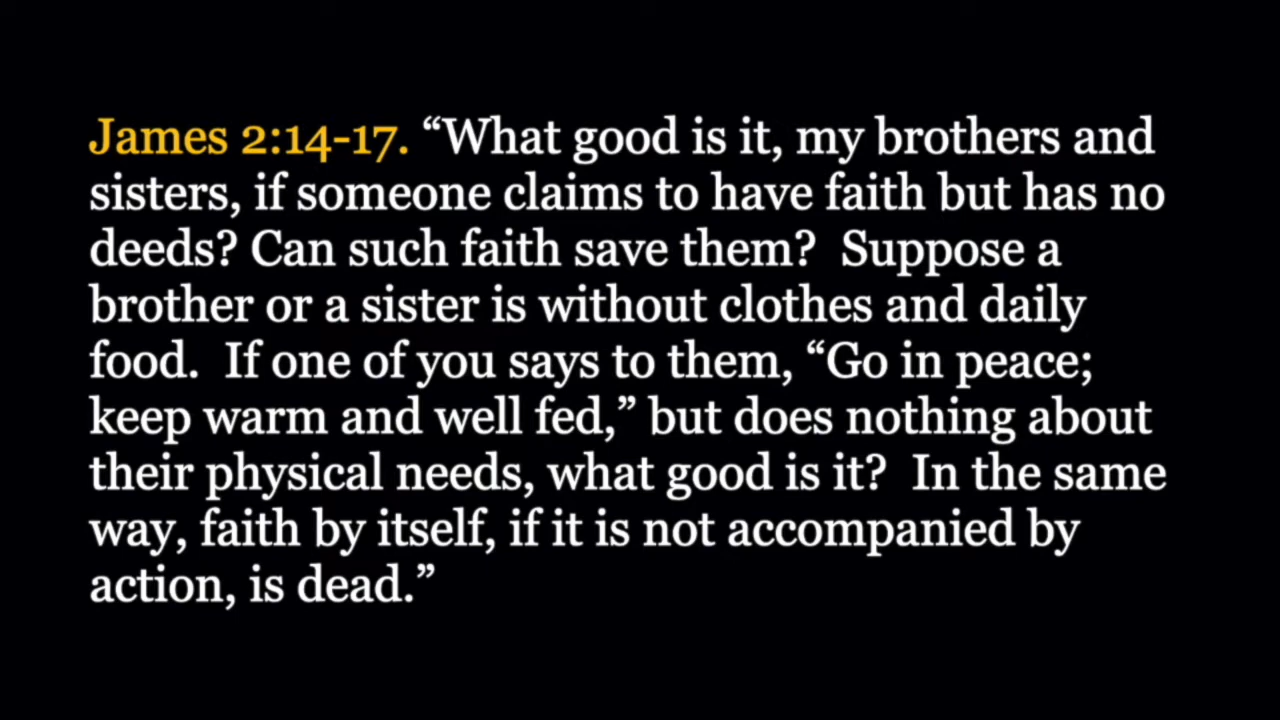 James 2:14-17. “What good is it, my brothers and
sisters, if someone claims to have faith but has no
deeds? Can such faith save them?  Suppose a
brother or a sister is without clothes and daily
food.  If one of you says to them, “Go in peace;
keep warm and well fed,” but does nothing about
their physical needs, what good is it?  In the same
way, faith by itself, if it is not accompanied by
action, is dead.”